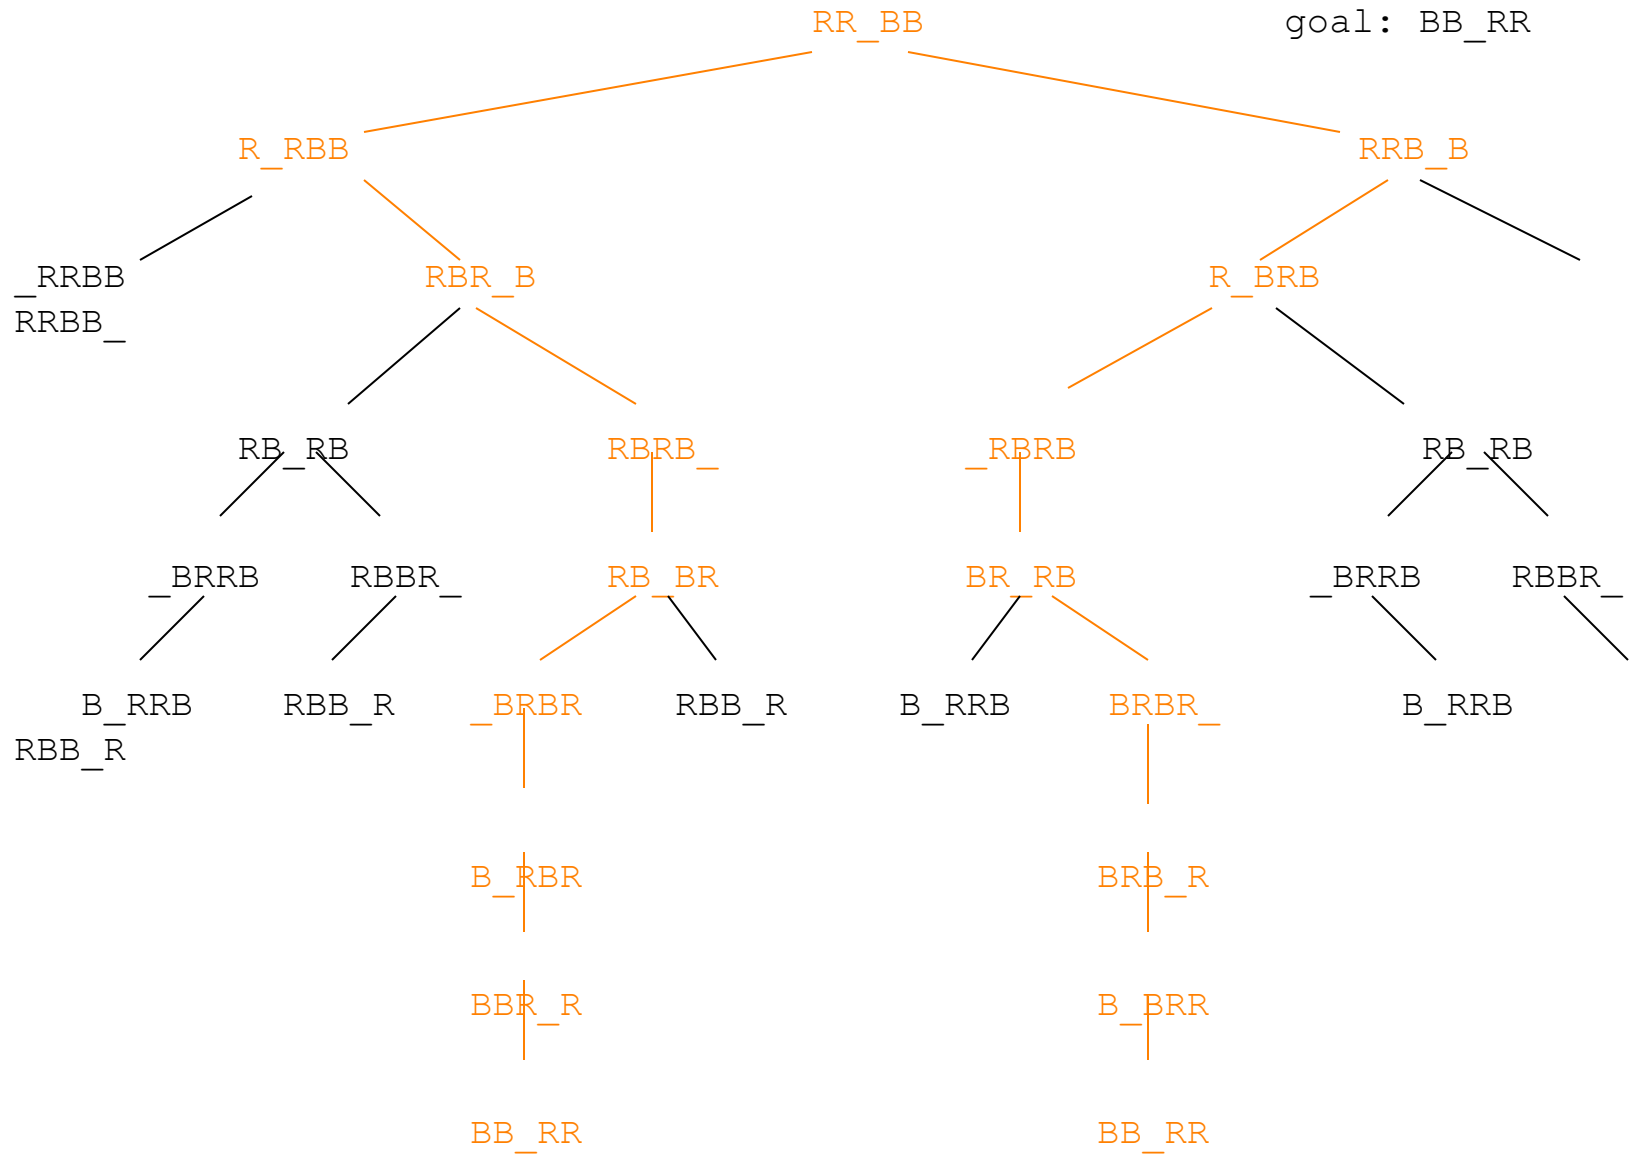 RR_BB goal: BB_RR
R_RBB RRB_B
_RRBB RBR_B R_BRB
RRBB_
RB_RB RBRB_ _RBRB RB_RB
_BRRB RBBR_ RB_BR BR_RB _BRRB RBBR_
B_RRB RBB_R _BRBR RBB_R B_RRB BRBR_ B_RRB
RBB_R
B_RBR BRB_R
BBR_R B_BRR
BB_RR BB_RR